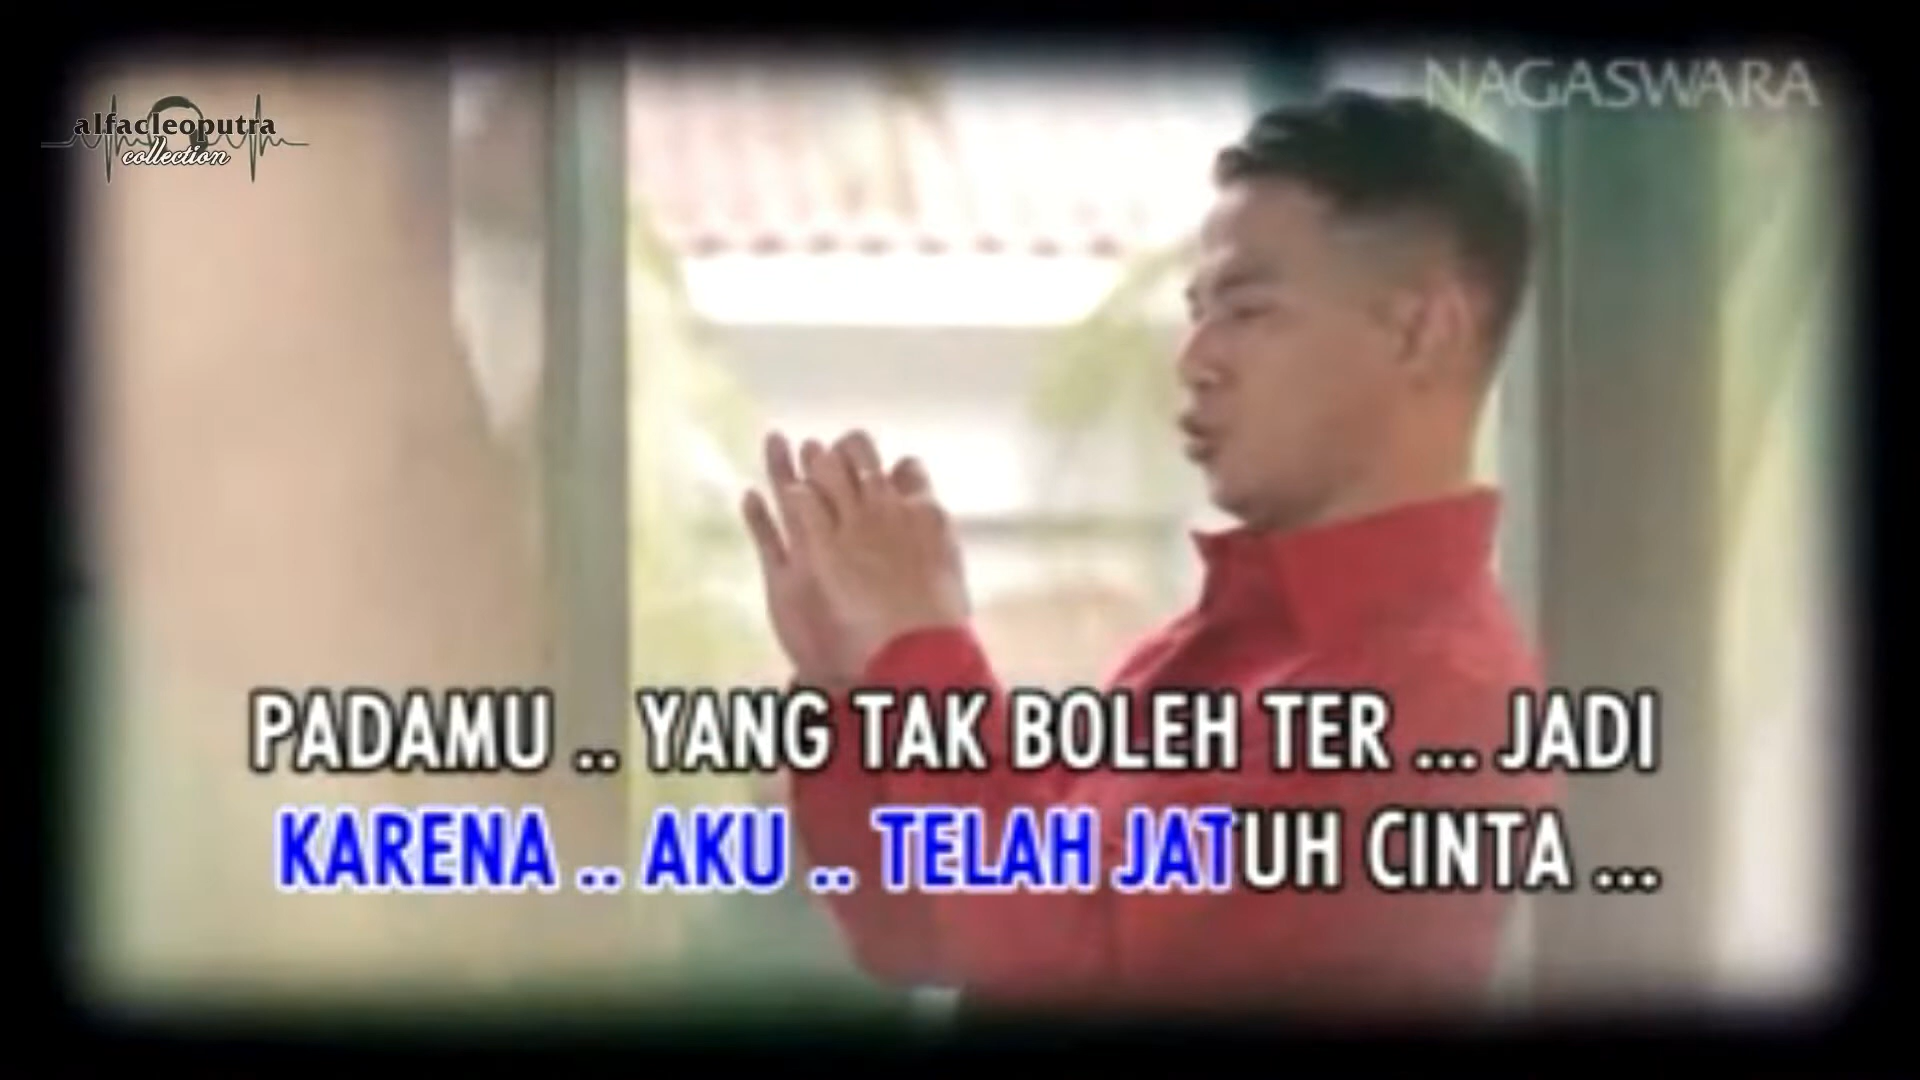 NAGASWARA
alfacleoputra
collection
PADAMU .. YANG TAK BOLEH TER ... JADI
KARENA .. AKU .. TELAH JATUH CINTA ...